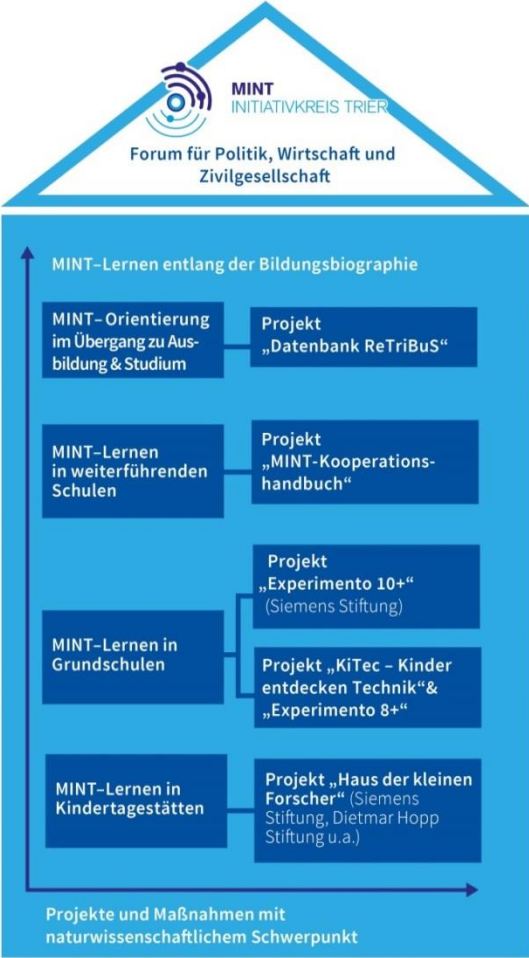 MINT
INITIATIVKREIS TRIER
Forum für Politik, Wirtschaft und
Zivilgesellschaft
MINT–Lernen entlang der Bildungsbiographie
MINT–Orientierung
im Übergang zu Aus-
bildung & Studium
Projekt
„Datenbank ReTriBuS“
MINT–Lernen
in weiterführenden
Schulen
Projekt
„MINT-Kooperations-
handbuch“
MINT–Lernen in
Grundschulen
Projekt
„Experimento 10+“
(Siemens Stiftung)
Projekt „KiTec – Kinder
entdecken Technik“&
„Experimento 8+“
MINT–Lernen in
Kindertagestätten
Projekt „Haus der kleinen
Forscher“ (Siemens
Stiftung, Dietmar Hopp
Stiftung u.a.)
Projekte und Maßnahmen mit
naturwissenschaftlichem Schwerpunkt